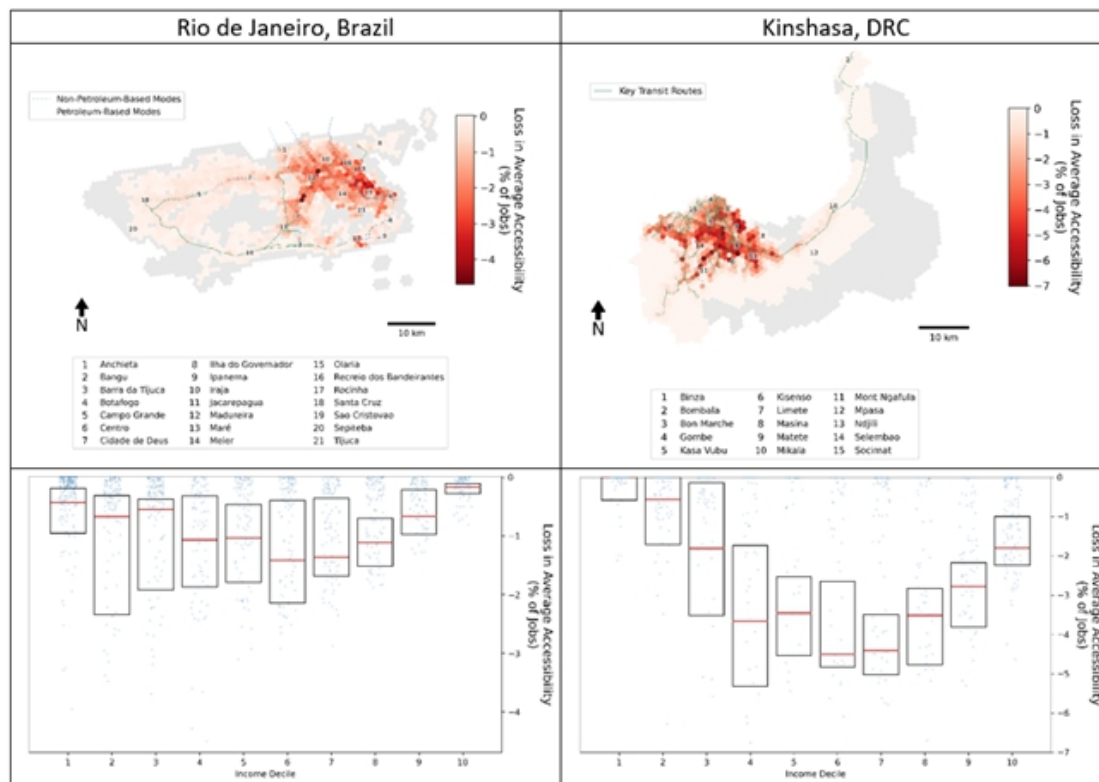 Rio de Janeiro, Brazil
Kinshasa, DRC
Non-Petroleum-Based Modes
Petroleum-Based Modes
0
−1
−2
−3
−4
Loss in Average Accessibility
(% of Jobs)
N
10 km
1 Anchieta 8 Ilha do Governador 15 Olaria
2 Bangu 9 Ipanema 16 Recreio dos Bandeirantes
3 Barra da Tijuca 10 Iraja 17 Rocinha
4 Botafogo 11 Jacarepagua 18 Santa Cruz
5 Campo Grande 12 Madureira 19 Sao Cristovao
6 Centro 13 Maré 20 Sepiteba
7 Cidade de Deus 14 Meier 21 Tijuca
Key Transit Routes
0
−1
−2
−3
−4
−5
−6
−7
Loss in Average Accessibility
(% of Jobs)
N
10 km
1 Binza 6 Kisenso 11 Mont Ngafula
2 Bombala 7 Limete 12 Mpasa
3 Bon Marche 8 Masina 13 Ndjili
4 Gombe 9 Matete 14 Selembao
5 Kasa Vubu 10 Mikala 15 Socimat
0
−1
−2
−3
−4
Loss in Average Accessibility
(% of Jobs)
1 2 3 4 5 6 7 8 9 10
Income Decile
0
−1
−2
−3
−4
−5
−6
−7
Loss in Average Accessibility
(% of Jobs)
1 2 3 4 5 6 7 8 9 10
Income Decile